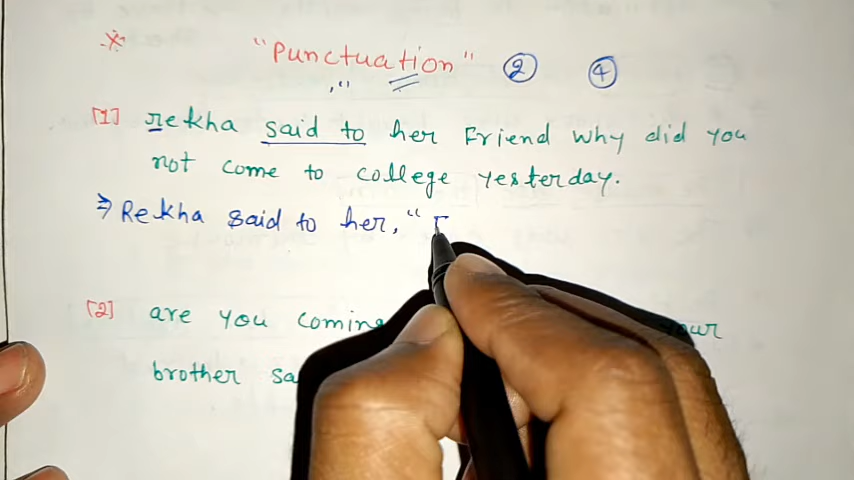 * "Punctuation" 2 4
,"
[1] rekha said to her Friend why did you
not come to college yesterday.
⇒ Rekha said to her, "
[2] are you coming your
brother